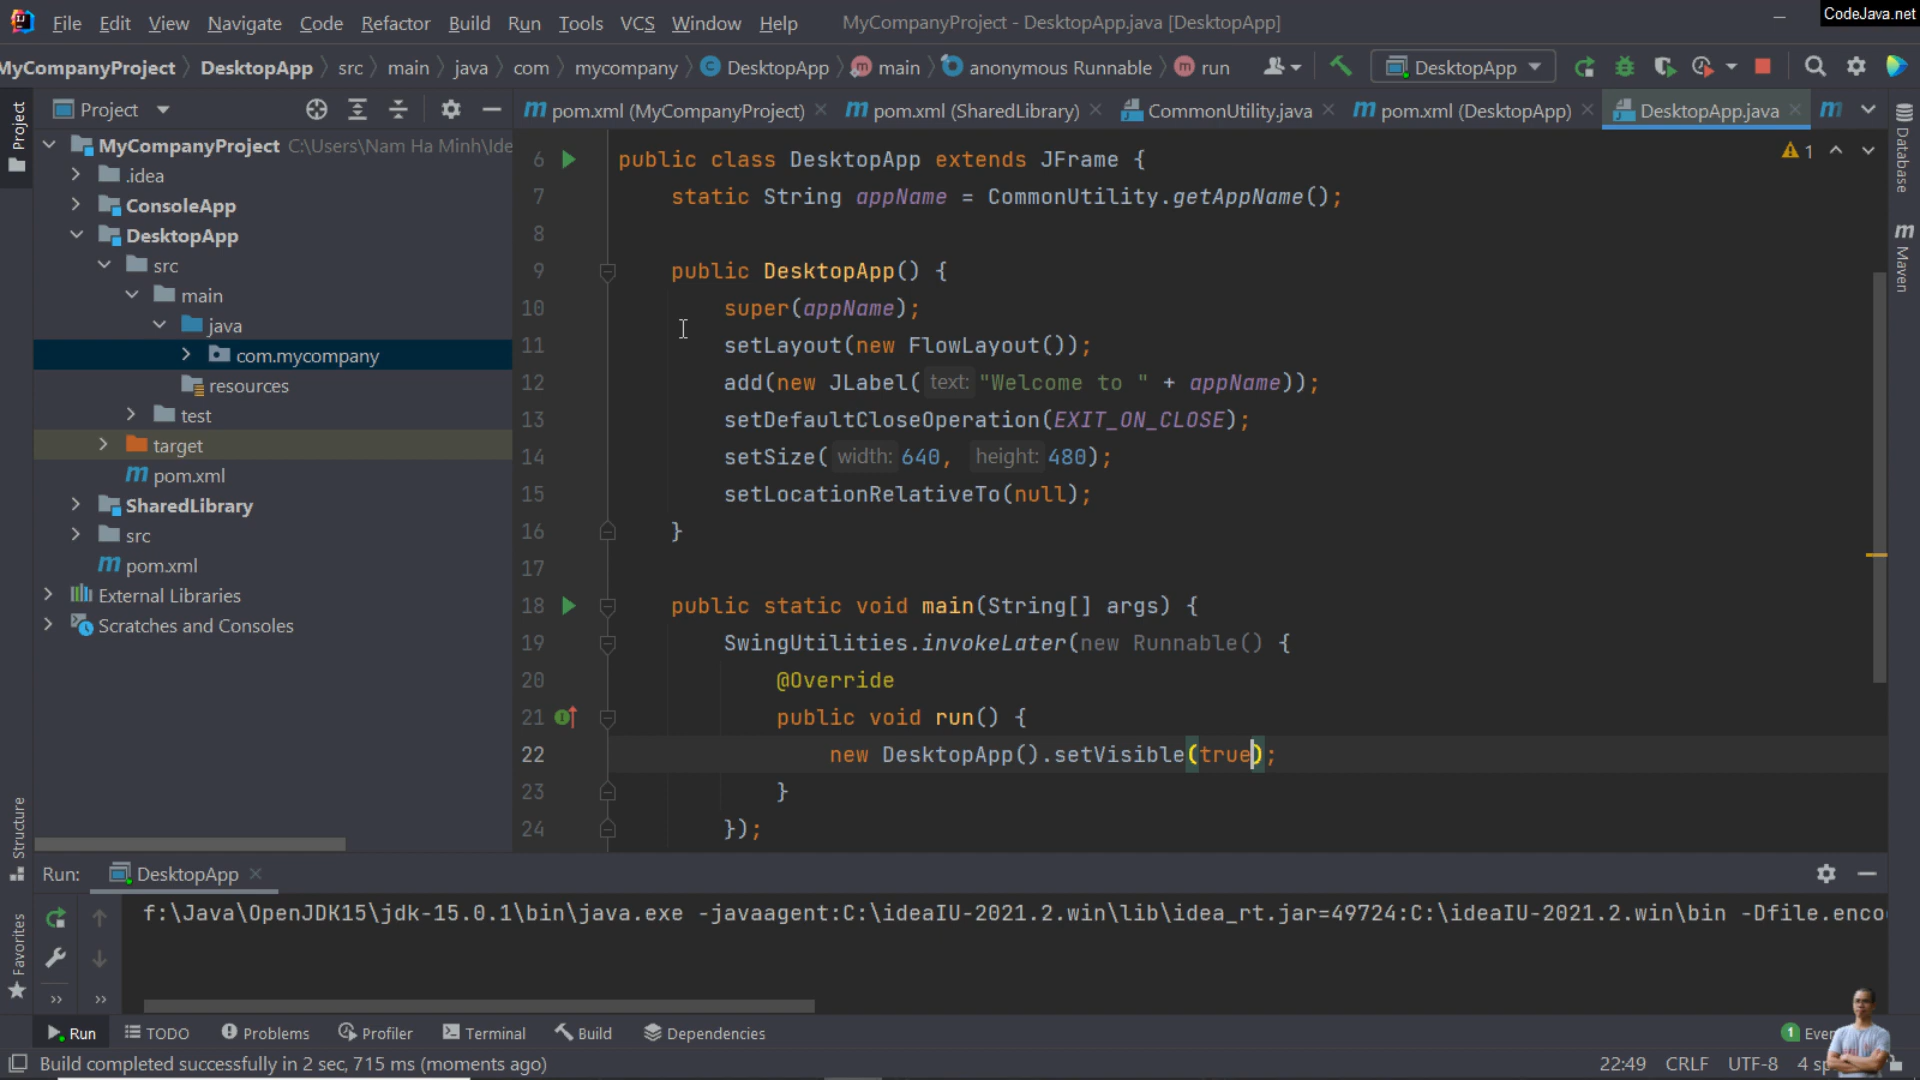 File Edit View Navigate Code Refactor Build Run Tools VCS Window Help MyCompanyProject - DesktopApp.java [DesktopApp]
CodeJava.net
MyCompanyProject DesktopApp src main java com mycompany DesktopApp main anonymous Runnable run DesktopApp
Project
pom.xml (MyCompanyProject) pom.xml (SharedLibrary) CommonUtility.java pom.xml (DesktopApp) DesktopApp.java
Project
MyCompanyProject C:\Users\Nam Ha Minh\Ide
.idea
ConsoleApp
DesktopApp
src
main
java
com.mycompany
resources
test
target
pom.xml
SharedLibrary
src
pom.xml
External Libraries
Scratches and Consoles
Structure
Favorites
6 public class DesktopApp extends JFrame {
7 static String appName = CommonUtility.getAppName();
8
9 public DesktopApp() {
10 super(appName);
11 setLayout(new FlowLayout());
12 add(new JLabel( text: "Welcome to " + appName));
13 setDefaultCloseOperation(EXIT_ON_CLOSE);
14 setSize( width: 640, height: 480);
15 setLocationRelativeTo(null);
16 }
17
18 public static void main(String[] args) {
19 SwingUtilities.invokeLater(new Runnable() {
20 @Override
21 public void run() {
22 new DesktopApp().setVisible(true);
23 }
24 });
1
Database
Maven
Run: DesktopApp
f:\Java\OpenJDK15\jdk-15.0.1\bin\java.exe -javaagent:C:\ideaIU-2021.2.win\lib\idea_rt.jar=49724:C:\ideaIU-2021.2.win\bin -Dfile.enco
Run TODO Problems Profiler Terminal Build Dependencies 1 Even
Build completed successfully in 2 sec, 715 ms (moments ago) 22:49 CRLF UTF-8 4 sp